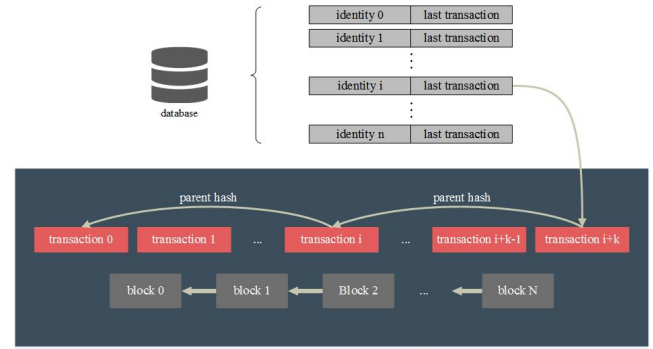 identity 0 last transaction
identity 1 last transaction
⋮
identity i last transaction
⋮
identity n last transaction
database
parent hash parent hash
transaction 0 transaction 1 ... transaction i ... transaction i+k-1 transaction i+k
block 0 block 1 Block 2 ... block N